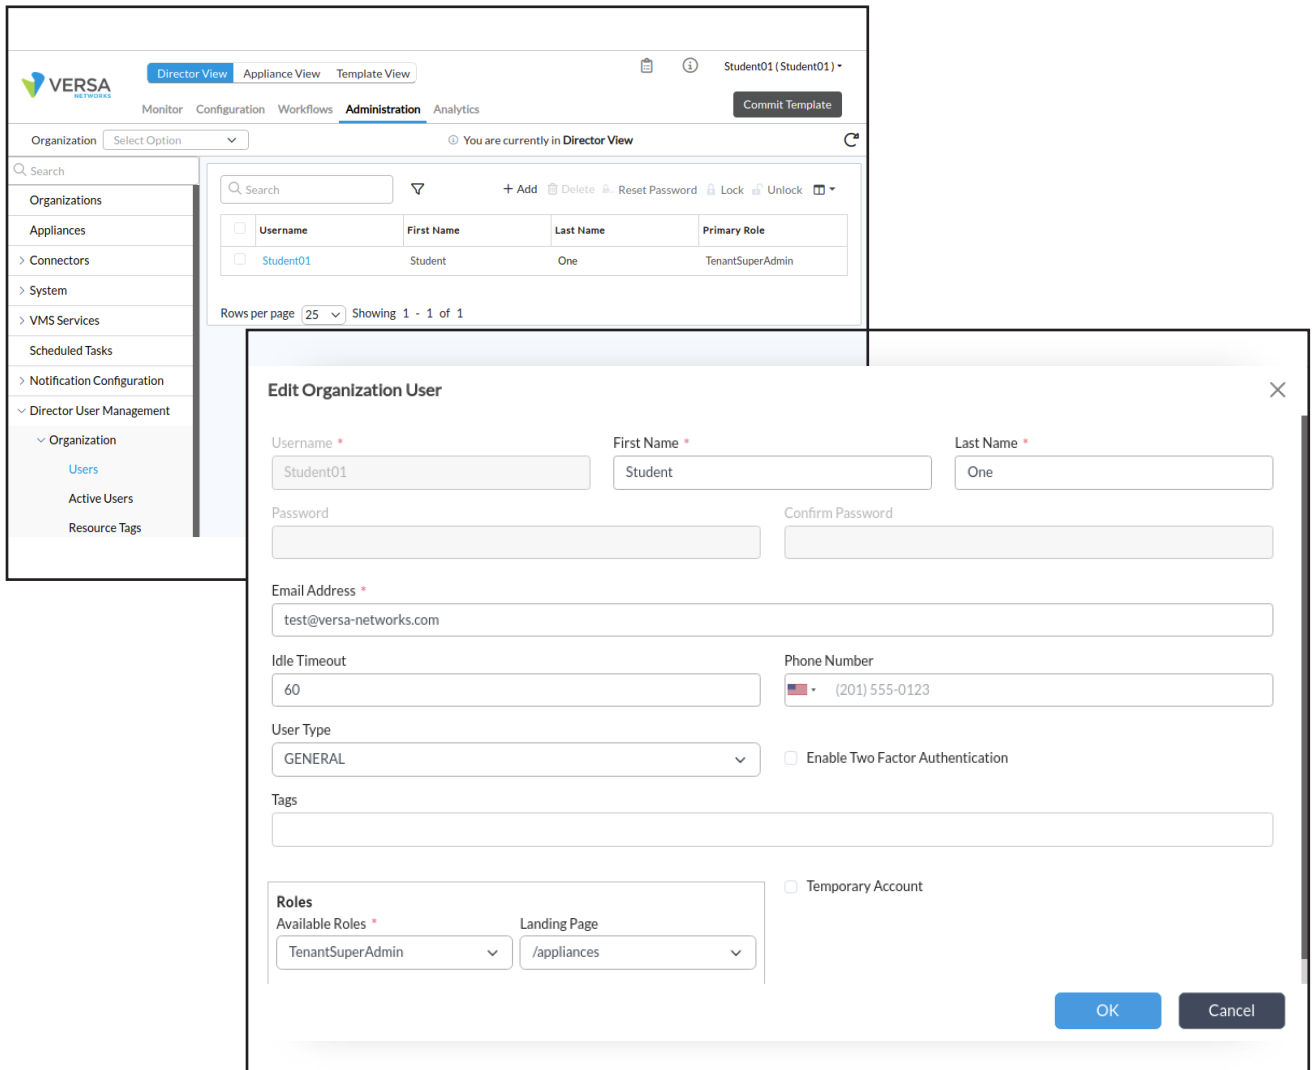 VERSA
NETWORKS
Director View Appliance View Template View
Student01 ( Student01 )
Monitor Configuration Workflows Administration Analytics
Commit Template
Organization Select Option
You are currently in Director View
Search
Organizations
Appliances
Connectors
System
VMS Services
Scheduled Tasks
Notification Configuration
Director User Management
Organization
Users
Active Users
Resource Tags
Search
+ Add Delete Reset Password Lock Unlock
Username First Name Last Name Primary Role
Student01 Student One TenantSuperAdmin
Rows per page 25 Showing 1 - 1 of 1
Edit Organization User
Username * First Name * Last Name *
Student01 Student One
Password Confirm Password
Email Address *
test@versa-networks.com
Idle Timeout Phone Number
60 (201) 555-0123
User Type
GENERAL
Enable Two Factor Authentication
Tags
Temporary Account
Roles
Available Roles * Landing Page
TenantSuperAdmin /appliances
OK Cancel